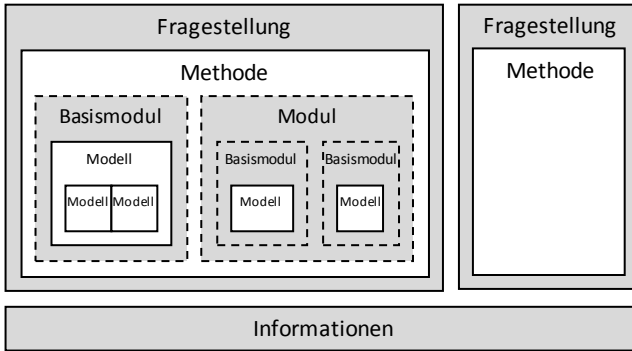 Fragestellung
Methode
Basismodul
Modell
Modell Modell
Modul
Basismodul Basismodul
Modell Modell
Fragestellung
Methode
Informationen